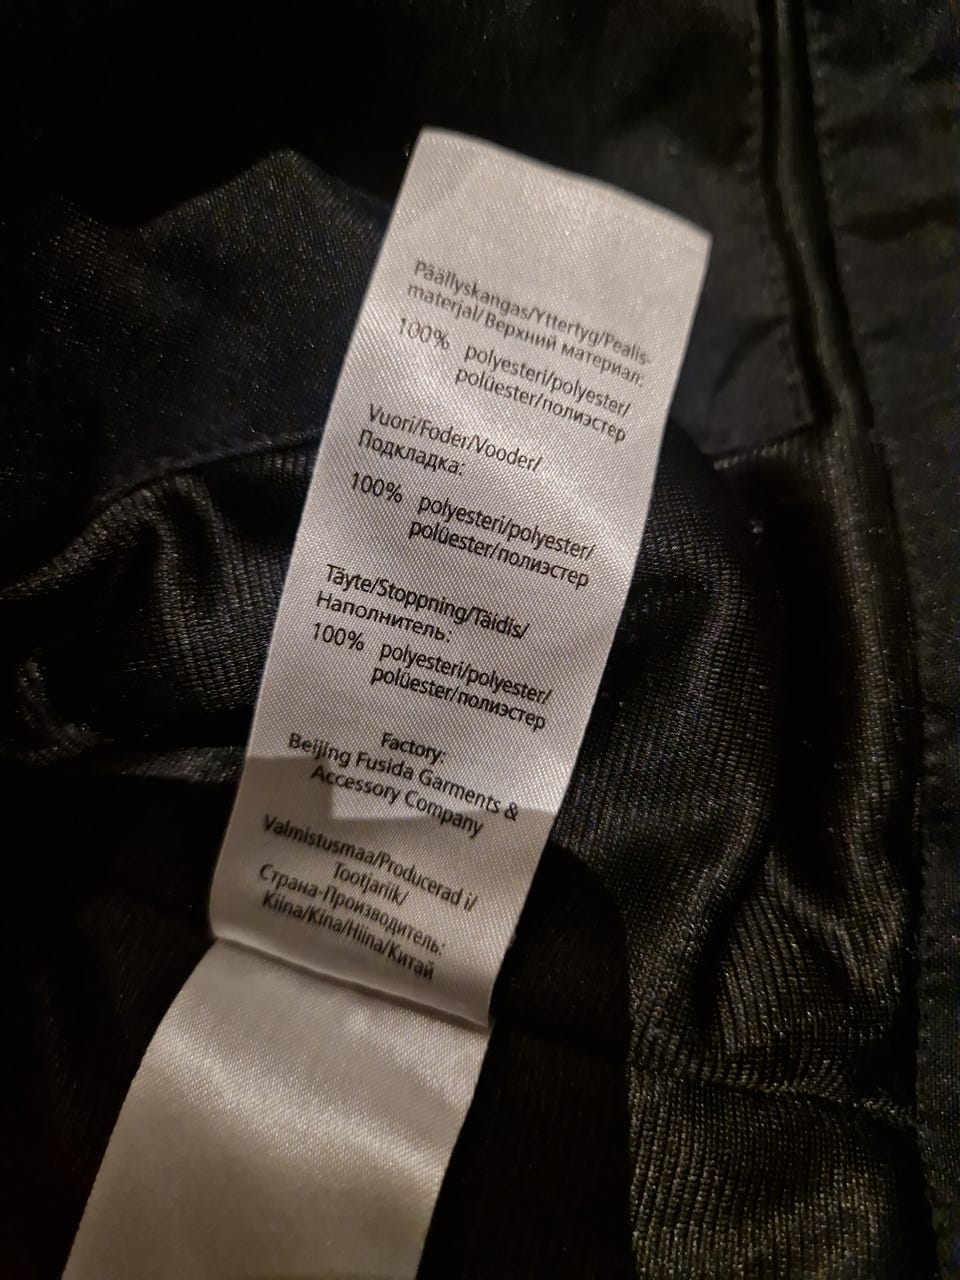 Päällyskangas/Yttertyg/Pealis-
materjal/Верхний материал:
100% polyesteri/polyester/
polüester/полиэстер
Vuori/Foder/Vooder/
Подкладка:
100% polyesteri/polyester/
polüester/полиэстер
Täyte/Stoppning/Täidis/
Наполнитель:
100% polyesteri/polyester/
polüester/полиэстер
Factory:
Beijing Fusida Garments &
Accessory Company
Valmistusmaa/Producerad i/
Tootjariik/
Страна-Производитель:
Kiina/Kina/Hiina/Китай